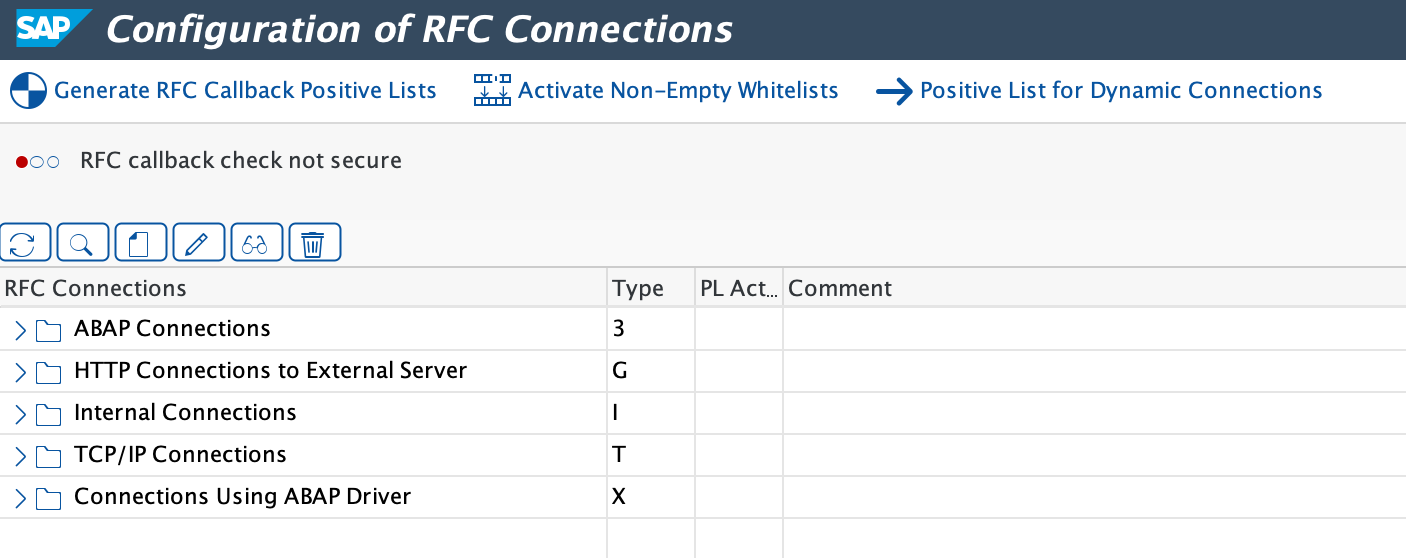 SAP Configuration of RFC Connections
Generate RFC Callback Positive Lists Activate Non-Empty Whitelists Positive List for Dynamic Connections
RFC callback check not secure
RFC Connections Type PL Act... Comment
ABAP Connections 3
HTTP Connections to External Server G
Internal Connections I
TCP/IP Connections T
Connections Using ABAP Driver X